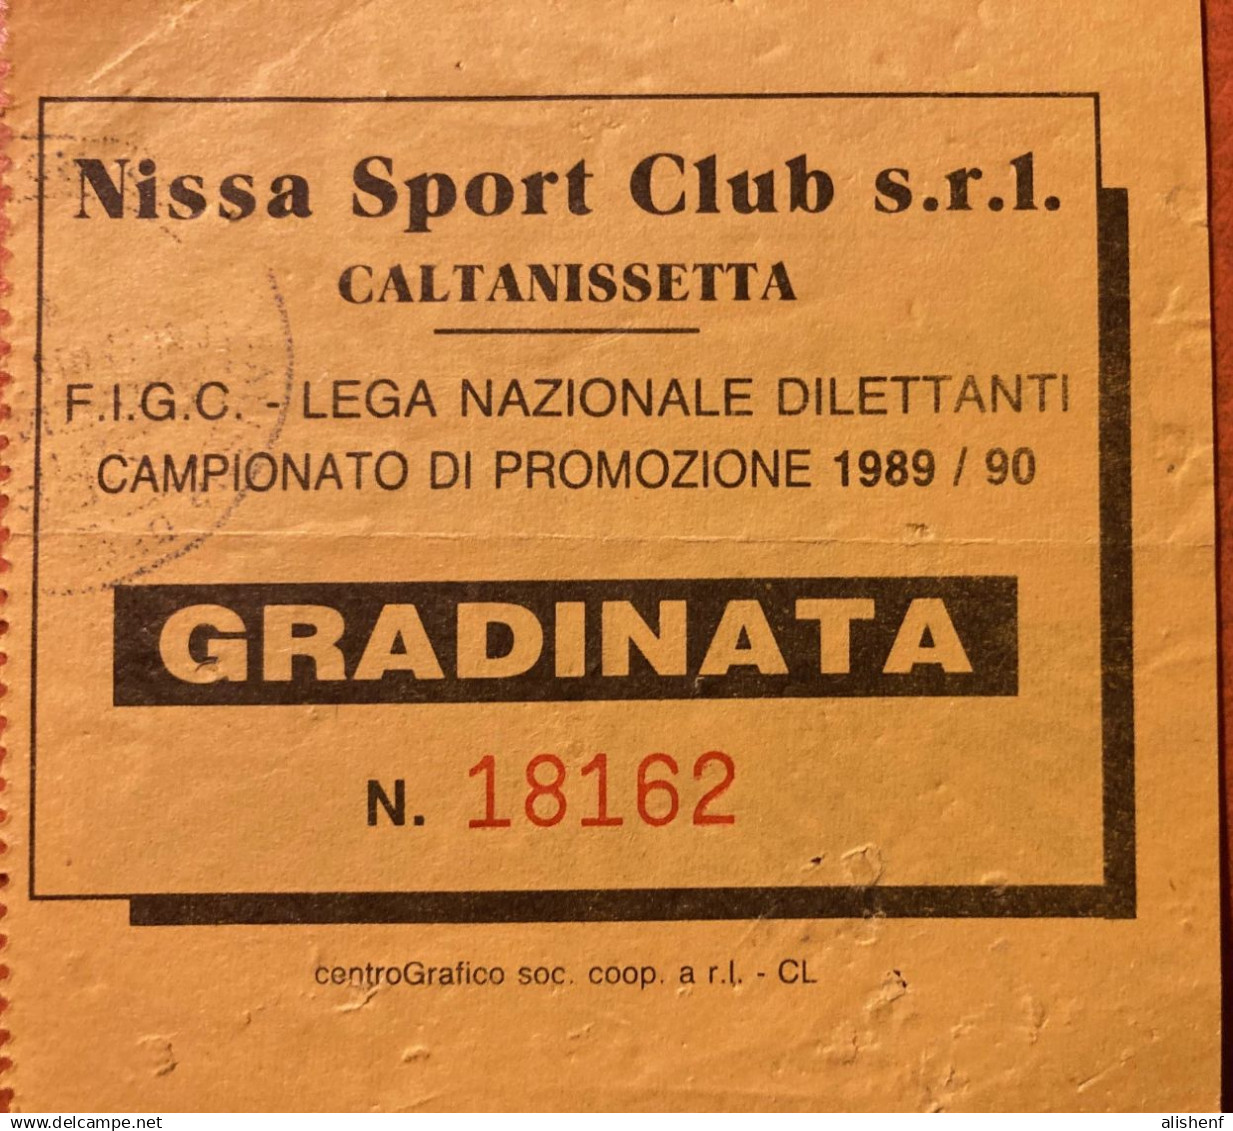 Nissa Sport Club s.r.l.
CALTANISSETTA
F.I.G.C. - LEGA NAZIONALE DILETTANTI
CAMPIONATO DI PROMOZIONE 1989 / 90
GRADINATA
N. 18162
centroGrafico soc. coop. a r.l. - CL
delcampe.net
alishenf